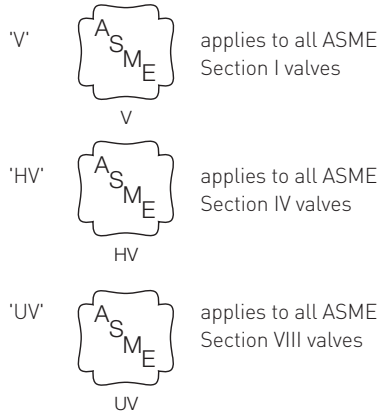 'V'
A
S
M
E
V
applies to all ASME
Section I valves
'HV'
A
S
M
E
HV
applies to all ASME
Section IV valves
'UV'
A
S
M
E
UV
applies to all ASME
Section VIII valves